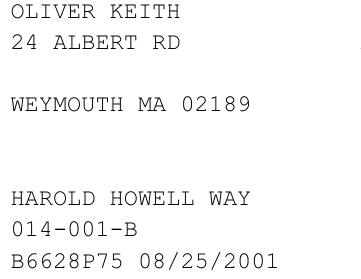 OLIVER KEITH
24 ALBERT RD
WEYMOUTH MA 02189
HAROLD HOWELL WAY
014-001-B
B6628P75 08/25/2001